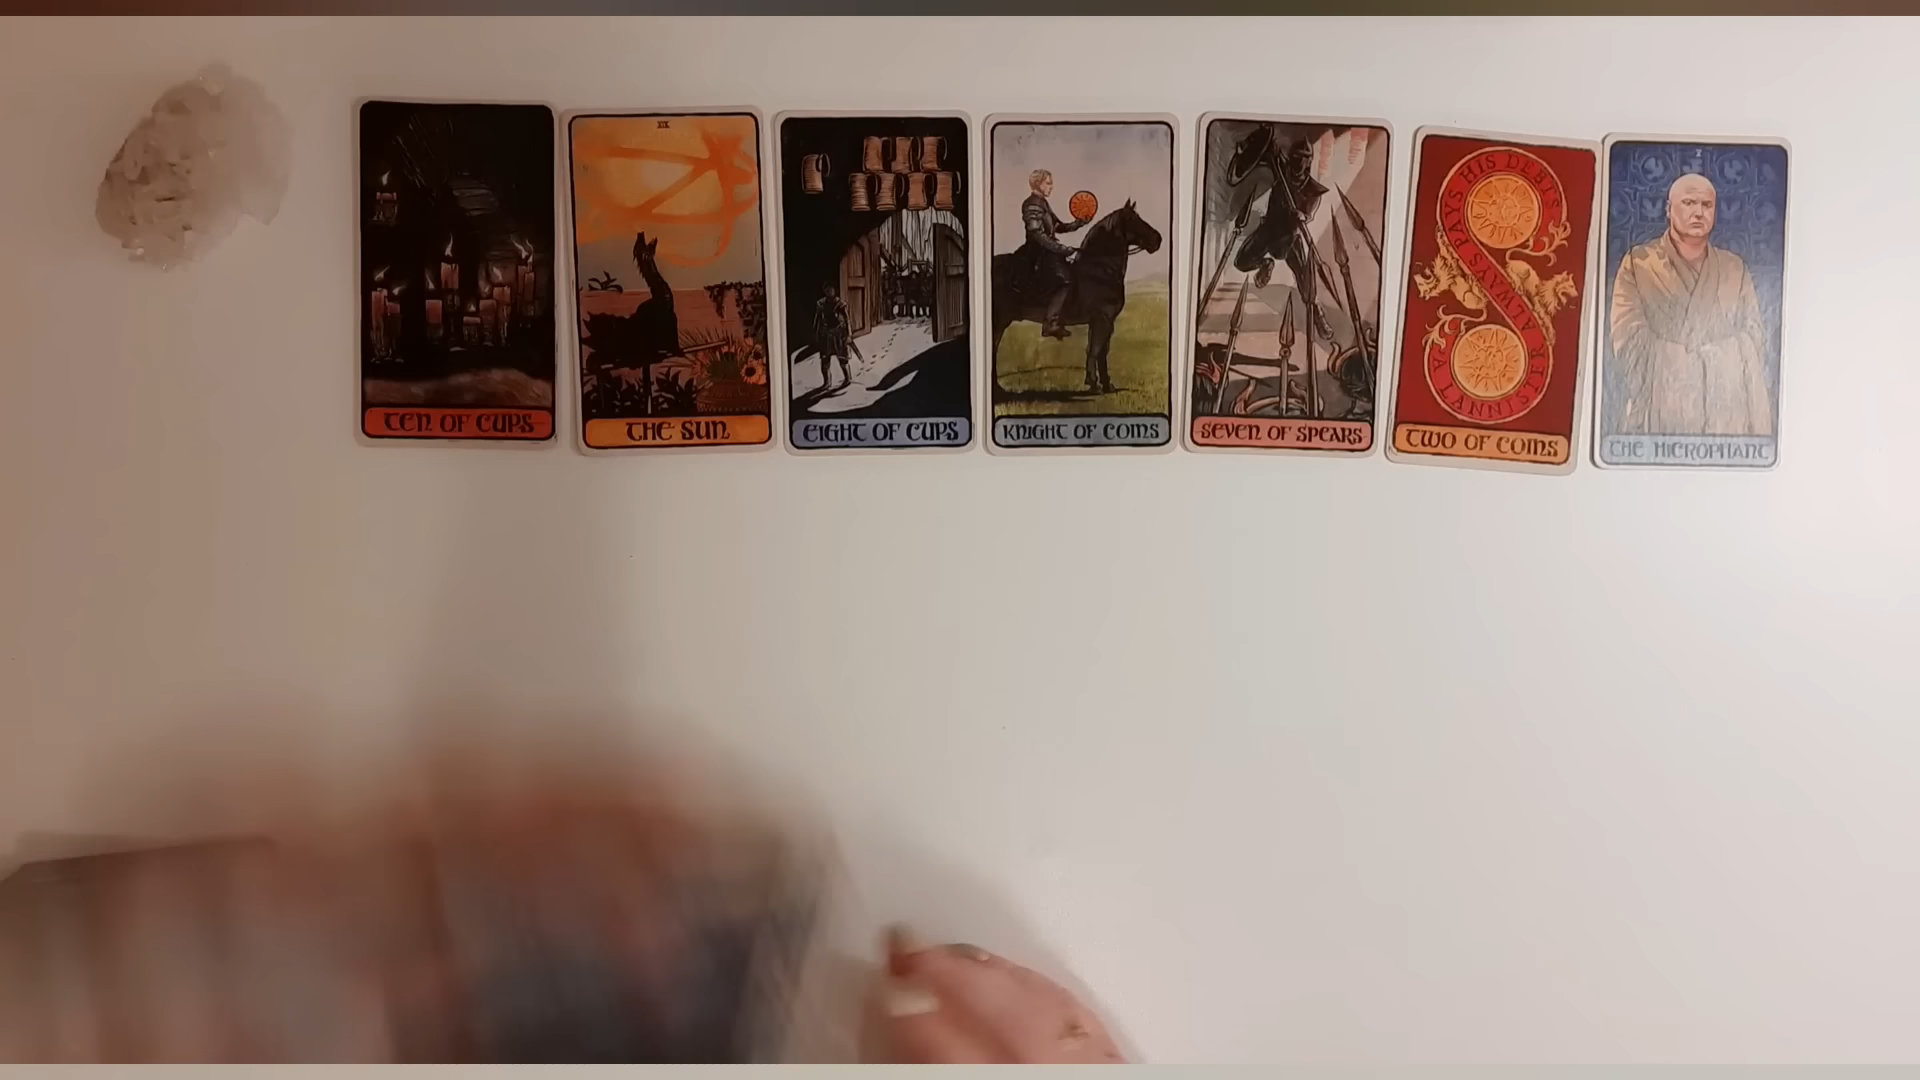 TEN OF CUPS
THE SUN
EIGHT OF CUPS
KNIGHT OF COINS
SEVEN OF SPEARS
A LANNISTER ALWAYS PAYS HIS DEBTS
TWO OF COINS
V
THE HIEROPHANT